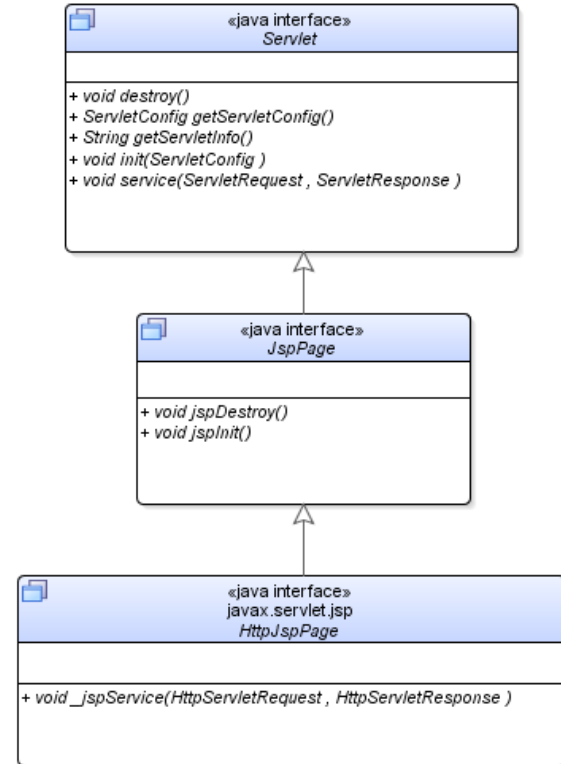 «java interface»
Servlet
+ void destroy()
+ ServletConfig getServletConfig()
+ String getServletInfo()
+ void init(ServletConfig )
+ void service(ServletRequest , ServletResponse )
«java interface»
JspPage
+ void jspDestroy()
+ void jspInit()
«java interface»
javax.servlet.jsp
HttpJspPage
+ void _jspService(HttpServletRequest , HttpServletResponse )